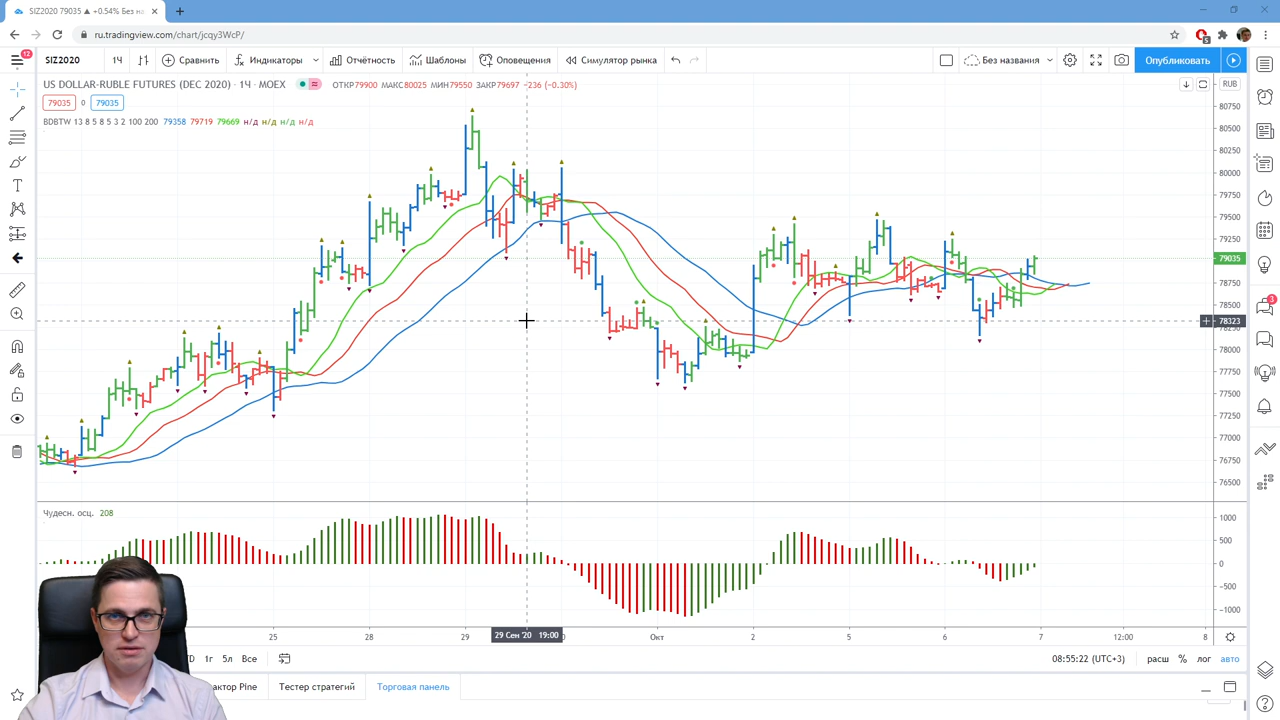 SIZ2020 79035 ▲ +0.54% Без на
ru.tradingview.com/chart/jcqy3WcP/
5
12
SIZ2020
1Ч
Сравнить
Индикаторы
Отчётность
Шаблоны
Оповещения
Симулятор рынка
Без названия
Опубликовать
US DOLLAR-RUBLE FUTURES (DEC 2020) · 1Ч · MOEX
ОТКР79900 МАКС80025 МИН79550 ЗАКР79697 −236 (−0.30%)
RUB
79035 0 79035
BDBTW 13 8 5 8 5 3 2 100 200 79358 79719 79669 н/д н/д н/д н/д
80750
80500
80250
80000
79750
79500
79250
79035
78750
78500
78323
78000
77750
77500
77250
77000
76750
76500
3
Чудесн. осц. 208
1000
500
0
−500
−1000
25
28
29
29 Сен '20 19:00
Окт
2
5
6
7
12:00
8
1г 5л Все
08:55:22 (UTC+3)
расш % лог авто
Тестер стратегий
Торговая панель